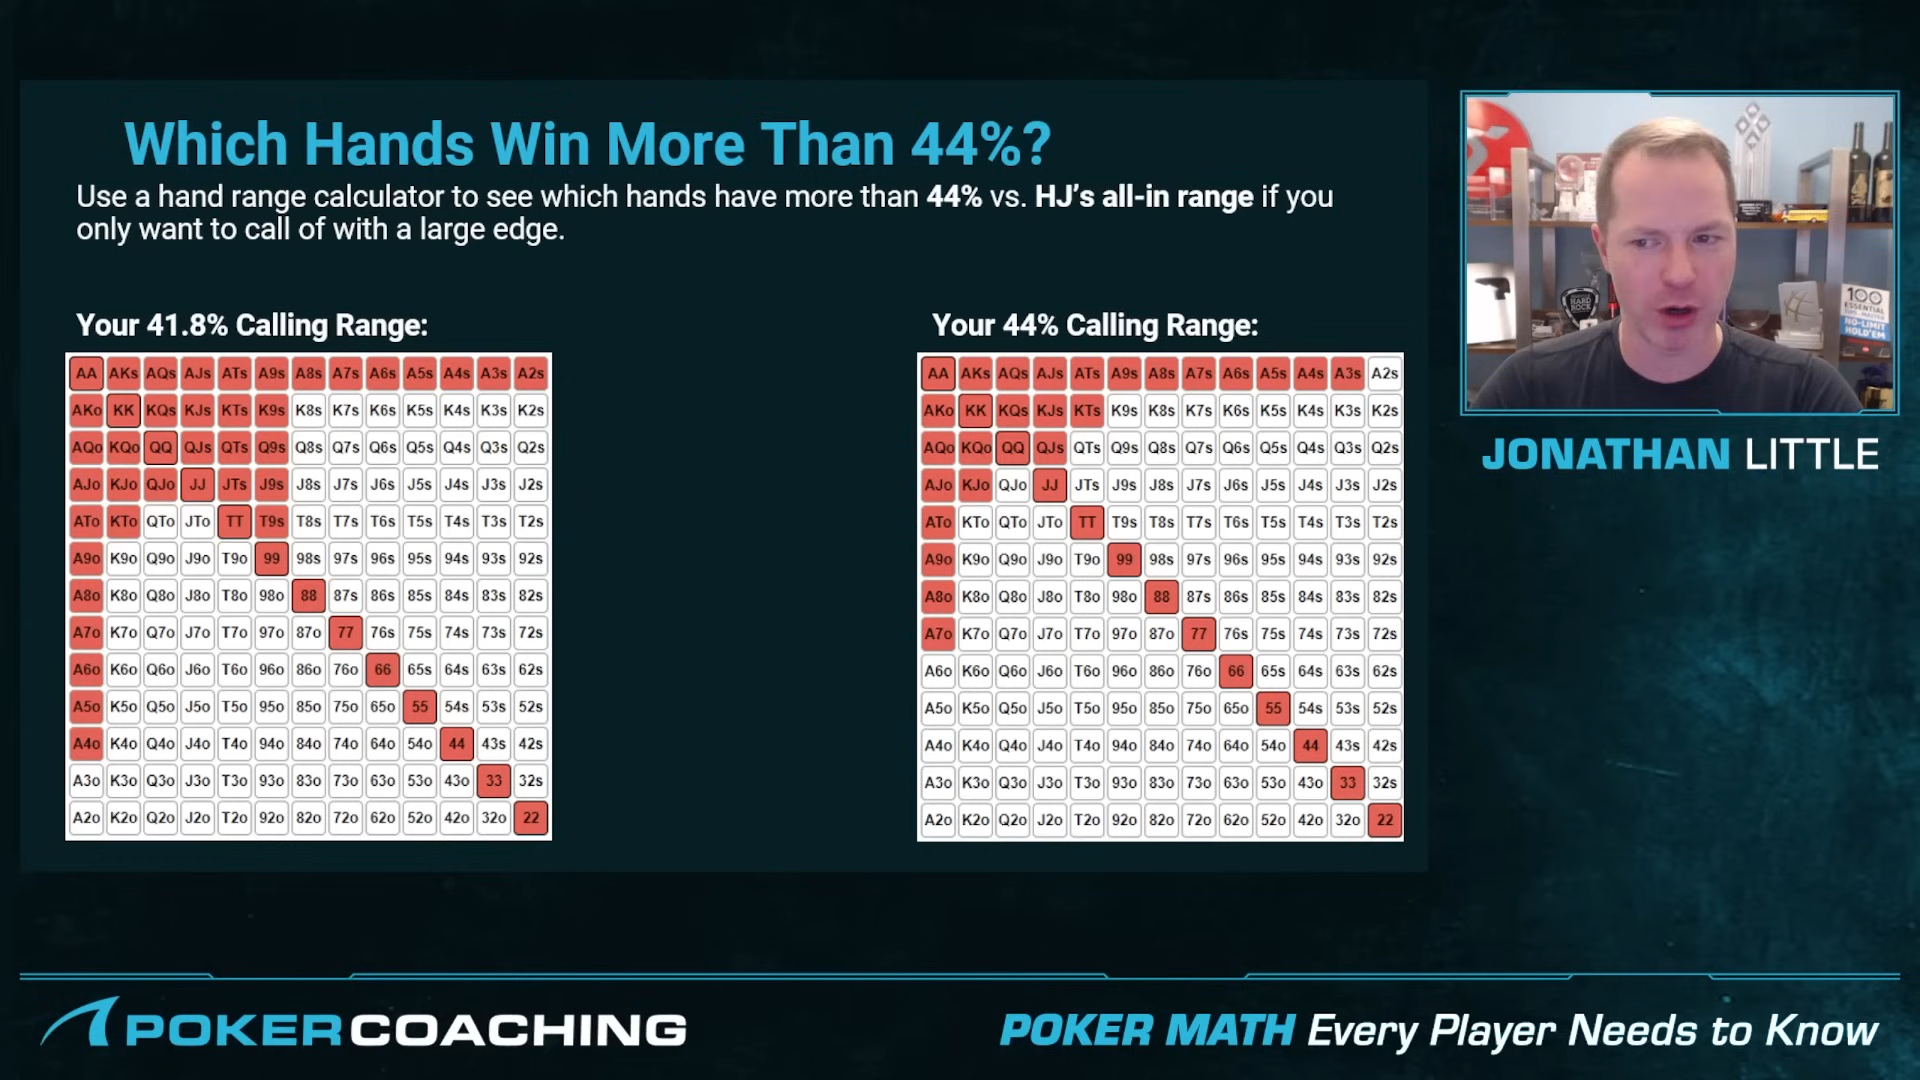 Which Hands Win More Than 44%?
Use a hand range calculator to see which hands have more than 44% vs. HJ’s all-in range if you
only want to call of with a large edge.
Your 41.8% Calling Range:
AA AKs AQs AJs ATs A9s A8s A7s A6s A5s A4s A3s A2s
AKo KK KQs KJs KTs K9s K8s K7s K6s K5s K4s K3s K2s
AQo KQo QQ QJs QTs Q9s Q8s Q7s Q6s Q5s Q4s Q3s Q2s
AJo KJo QJo JJ JTs J9s J8s J7s J6s J5s J4s J3s J2s
ATo KTo QTo JTo TT T9s T8s T7s T6s T5s T4s T3s T2s
A9o K9o Q9o J9o T9o 99 98s 97s 96s 95s 94s 93s 92s
A8o K8o Q8o J8o T8o 98o 88 87s 86s 85s 84s 83s 82s
A7o K7o Q7o J7o T7o 97o 87o 77 76s 75s 74s 73s 72s
A6o K6o Q6o J6o T6o 96o 86o 76o 66 65s 64s 63s 62s
A5o K5o Q5o J5o T5o 95o 85o 75o 65o 55 54s 53s 52s
A4o K4o Q4o J4o T4o 94o 84o 74o 64o 54o 44 43s 42s
A3o K3o Q3o J3o T3o 93o 83o 73o 63o 53o 43o 33 32s
A2o K2o Q2o J2o T2o 92o 82o 72o 62o 52o 42o 32o 22
Your 44% Calling Range:
AA AKs AQs AJs ATs A9s A8s A7s A6s A5s A4s A3s A2s
AKo KK KQs KJs KTs K9s K8s K7s K6s K5s K4s K3s K2s
AQo KQo QQ QJs QTs Q9s Q8s Q7s Q6s Q5s Q4s Q3s Q2s
AJo KJo QJo JJ JTs J9s J8s J7s J6s J5s J4s J3s J2s
ATo KTo QTo JTo TT T9s T8s T7s T6s T5s T4s T3s T2s
A9o K9o Q9o J9o T9o 99 98s 97s 96s 95s 94s 93s 92s
A8o K8o Q8o J8o T8o 98o 88 87s 86s 85s 84s 83s 82s
A7o K7o Q7o J7o T7o 97o 87o 77 76s 75s 74s 73s 72s
A6o K6o Q6o J6o T6o 96o 86o 76o 66 65s 64s 63s 62s
A5o K5o Q5o J5o T5o 95o 85o 75o 65o 55 54s 53s 52s
A4o K4o Q4o J4o T4o 94o 84o 74o 64o 54o 44 43s 42s
A3o K3o Q3o J3o T3o 93o 83o 73o 63o 53o 43o 33 32s
A2o K2o Q2o J2o T2o 92o 82o 72o 62o 52o 42o 32o 22
HARD
ROCK
100
ESSENTIAL
NO-LIMIT
HOLD'EM
JONATHAN LITTLE
POKERCOACHING
POKER MATH Every Player Needs to Know